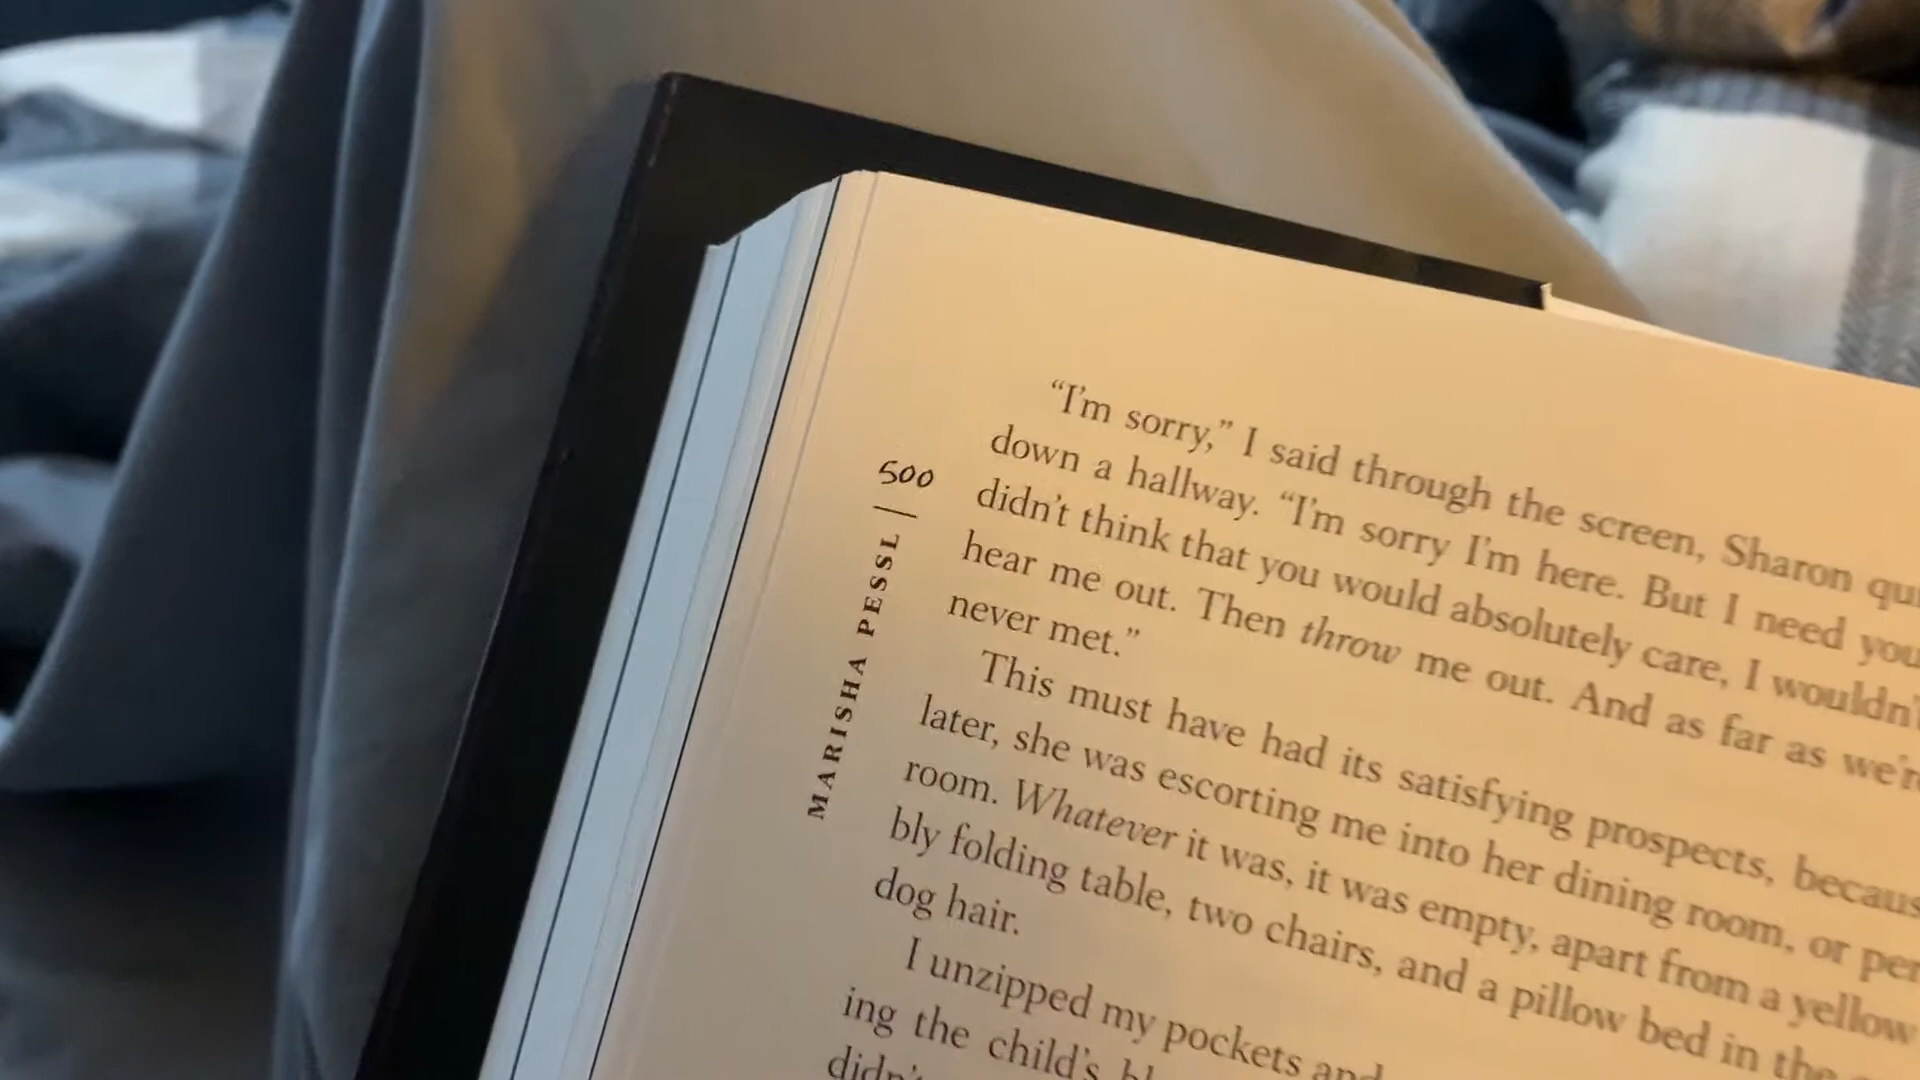 500
MARISHA PESSL
“I’m sorry,” I said through the screen, Sharon
down a hallway. “I’m sorry I’m here. But I need you
didn’t think that you would absolutely care, I wouldn’t
hear me out. Then throw me out. And as far as we’re
never met.”
This must have had its satisfying prospects, because
later, she was escorting me into her dining room, or
room. Whatever it was, it was empty, apart from a yellow
bly folding table, two chairs, and a pillow bed in the
dog hair.
I unzipped my pockets and
ing the child’s
didn’t